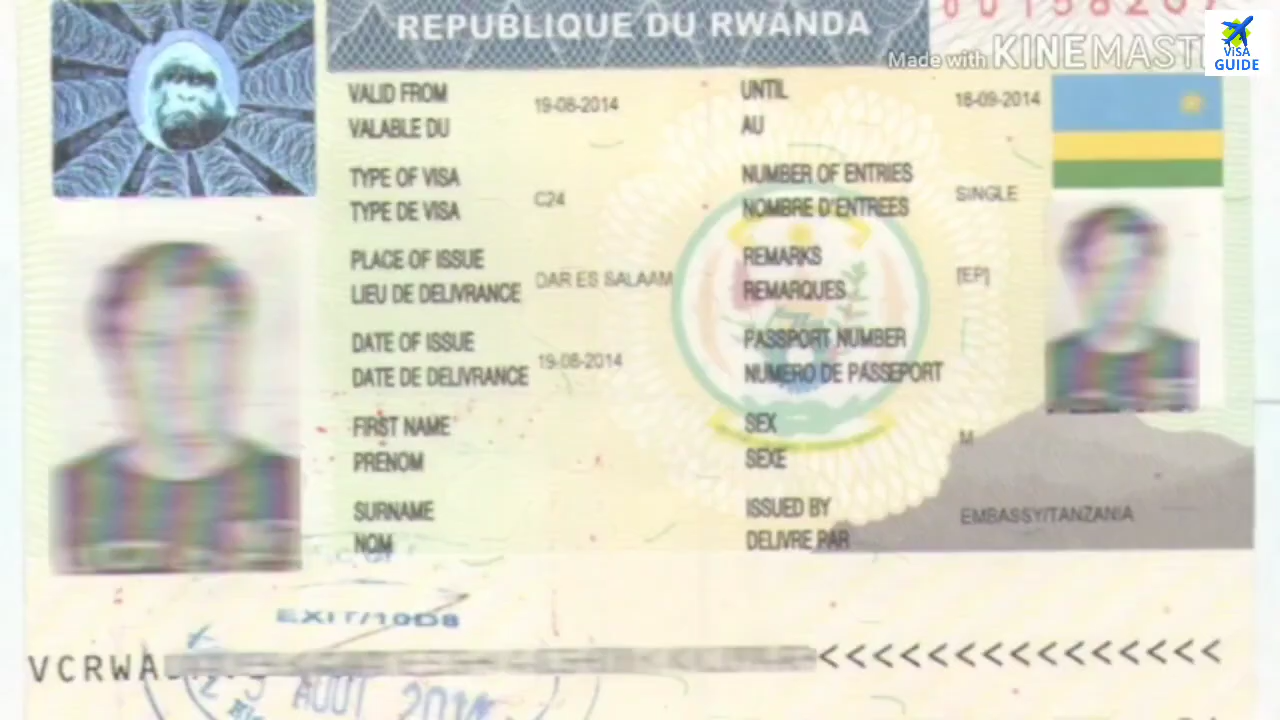 REPUBLIQUE DU RWANDA
Made with KINEMAST
VISA
GUIDE
VALID FROM
VALABLE DU
19-08-2014
UNTIL
AU
18-09-2014
TYPE OF VISA
TYPE DE VISA
C24
NUMBER OF ENTRIES
NOMBRE D'ENTREES
SINGLE
PLACE OF ISSUE
LIEU DE DELIVRANCE
DAR ES SALAAM
REMARKS
REMARQUES
[EP]
DATE OF ISSUE
DATE DE DELIVRANCE
19-08-2014
PASSPORT NUMBER
NUMERO DE PASSEPORT
FIRST NAME
PRENOM
SEX
SEXE
M
SURNAME
NOM
ISSUED BY
DELIVRE PAR
EMBASSY/TANZANIA
EXIT/10D8
VCRWA
<<<<<<<<<<<<<<<
AOUT